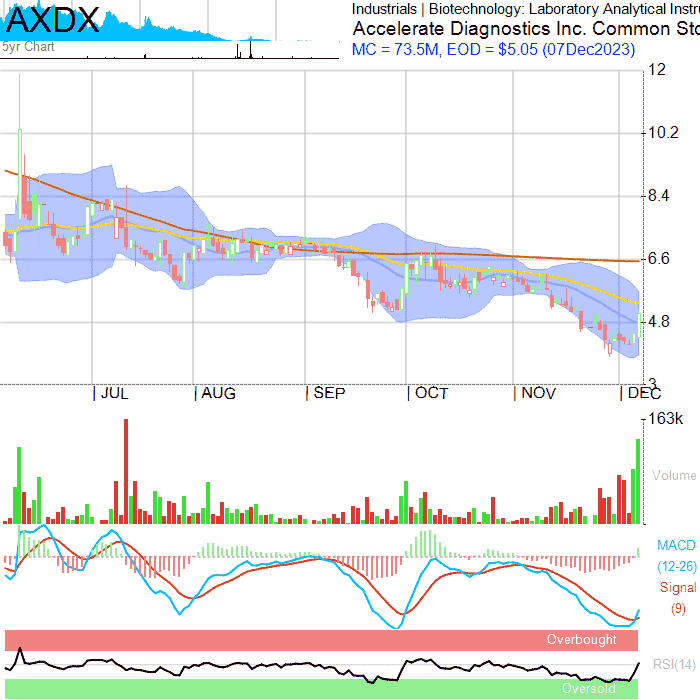 AXDX
5yr Chart
Industrials | Biotechnology: Laboratory Analytical Instru
Accelerate Diagnostics Inc. Common Sto
MC = 73.5M, EOD = $5.05 (07Dec2023)
12
10.2
8.4
6.6
4.8
3
JUL
AUG
SEP
OCT
NOV
DEC
163k
Volume
MACD
(12-26)
Signal
(9)
Overbought
RSI(14)
Oversold